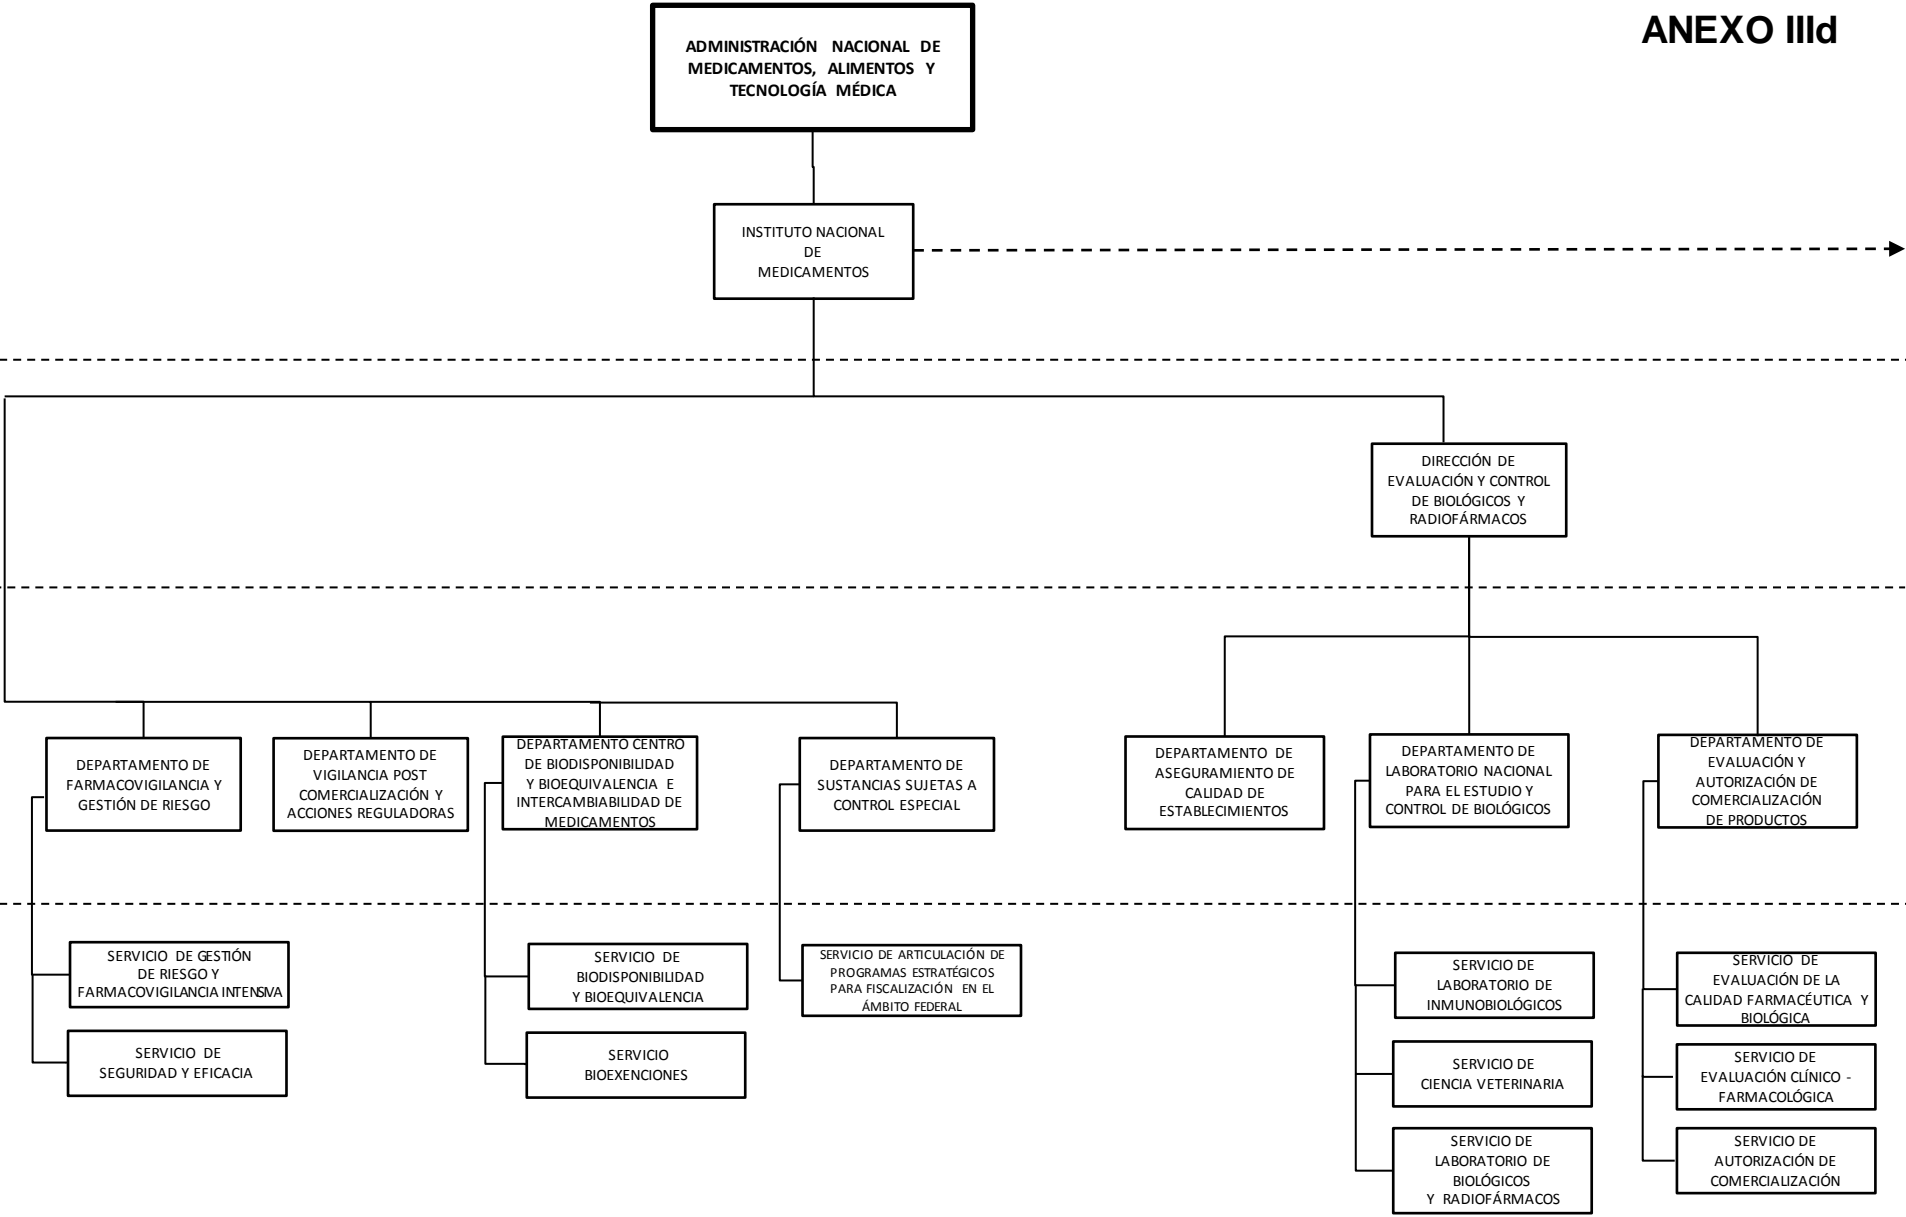 ANEXO IIId
ADMINISTRACIÓN NACIONAL DE
MEDICAMENTOS, ALIMENTOS Y
TECNOLOGÍA MÉDICA
INSTITUTO NACIONAL
DE
MEDICAMENTOS
DIRECCIÓN DE
EVALUACIÓN Y CONTROL
DE BIOLÓGICOS Y
RADIOFÁRMACOS
DEPARTAMENTO DE
FARMACOVIGILANCIA Y
GESTIÓN DE RIESGO
DEPARTAMENTO DE
VIGILANCIA POST
COMERCIALIZACIÓN Y
ACCIONES REGULADORAS
DEPARTAMENTO CENTRO
DE BIODISPONIBILIDAD
Y BIOEQUIVALENCIA E
INTERCAMBIABILIDAD DE
MEDICAMENTOS
DEPARTAMENTO DE
SUSTANCIAS SUJETAS A
CONTROL ESPECIAL
DEPARTAMENTO DE
ASEGURAMIENTO DE
CALIDAD DE
ESTABLECIMIENTOS
DEPARTAMENTO DE
LABORATORIO NACIONAL
PARA EL ESTUDIO Y
CONTROL DE BIOLÓGICOS
DEPARTAMENTO DE
EVALUACIÓN Y
AUTORIZACIÓN DE
COMERCIALIZACIÓN
DE PRODUCTOS
SERVICIO DE GESTIÓN
DE RIESGO Y
FARMACOVIGILANCIA INTENSIVA
SERVICIO DE
SEGURIDAD Y EFICACIA
SERVICIO DE
BIODISPONIBILIDAD
Y BIOEQUIVALENCIA
SERVICIO
BIOEXENCIONES
SERVICIO DE ARTICULACIÓN DE
PROGRAMAS ESTRATÉGICOS
PARA FISCALIZACIÓN EN EL
ÁMBITO FEDERAL
SERVICIO DE
LABORATORIO DE
INMUNOBIOLÓGICOS
SERVICIO DE
CIENCIA VETERINARIA
SERVICIO DE
LABORATORIO DE
BIOLÓGICOS
Y RADIOFÁRMACOS
SERVICIO DE
EVALUACIÓN DE LA
CALIDAD FARMACÉUTICA Y
BIOLÓGICA
SERVICIO DE
EVALUACIÓN CLÍNICO -
FARMACOLÓGICA
SERVICIO DE
AUTORIZACIÓN DE
COMERCIALIZACIÓN